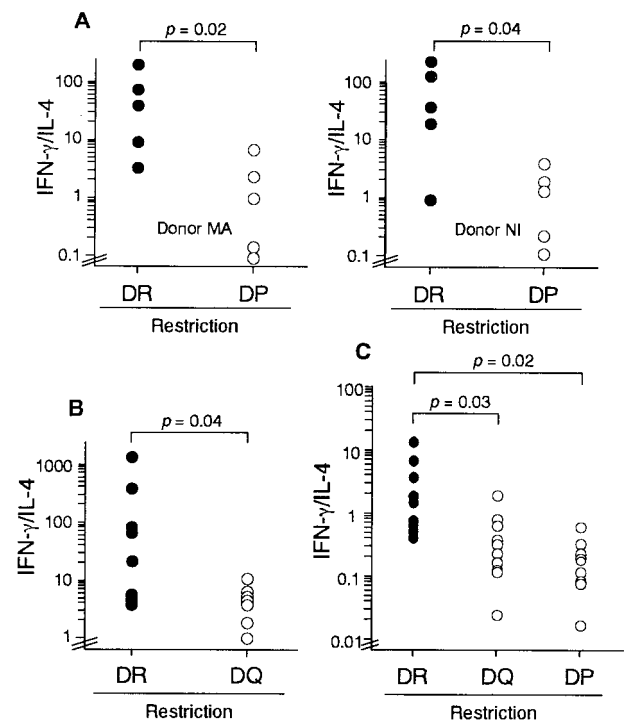 A
p = 0.02
IFN-γ/IL-4
100
10
1
0.1
Donor MA
DR DP
Restriction
p = 0.04
IFN-γ/IL-4
100
10
1
0.1
Donor NI
DR DP
Restriction
B
p = 0.04
IFN-γ/IL-4
1000
100
10
1
DR DQ
Restriction
C
p = 0.02
p = 0.03
IFN-γ/IL-4
100
10
1
0.1
0.01
DR DQ DP
Restriction